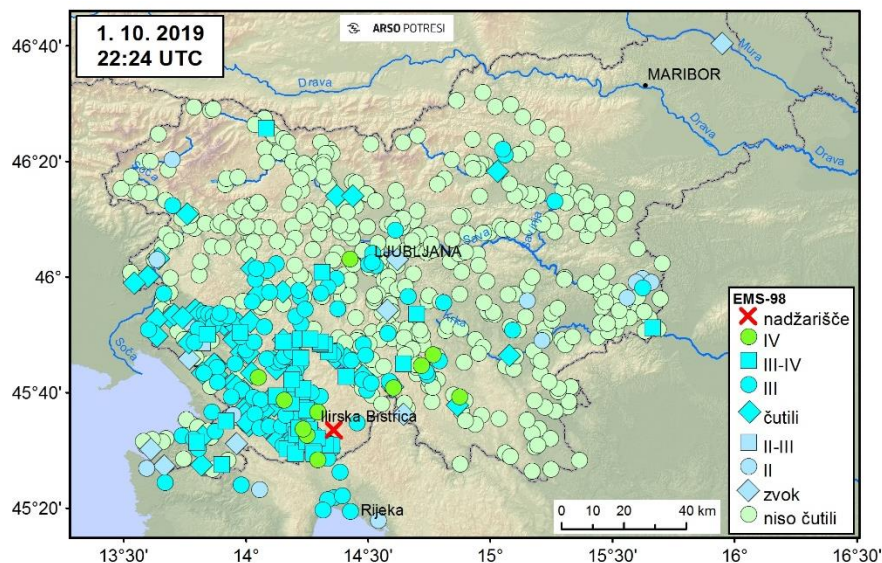 1. 10. 2019
22:24 UTC
ARSO POTRESI
46°40'
46°20'
46°
45°40'
45°20'
13°30'
14°
14°30'
15°
15°30'
16°
16°30'
Drava
Mura
MARIBOR
Drava
Drava
Soča
Soča
Savinja
Sava
LJUBLJANA
Krka
Ilirska Bistrica
Rijeka
0 10 20 40 km
EMS-98
nadžarišče
IV
III-IV
III
čutili
II-III
II
zvok
niso čutili